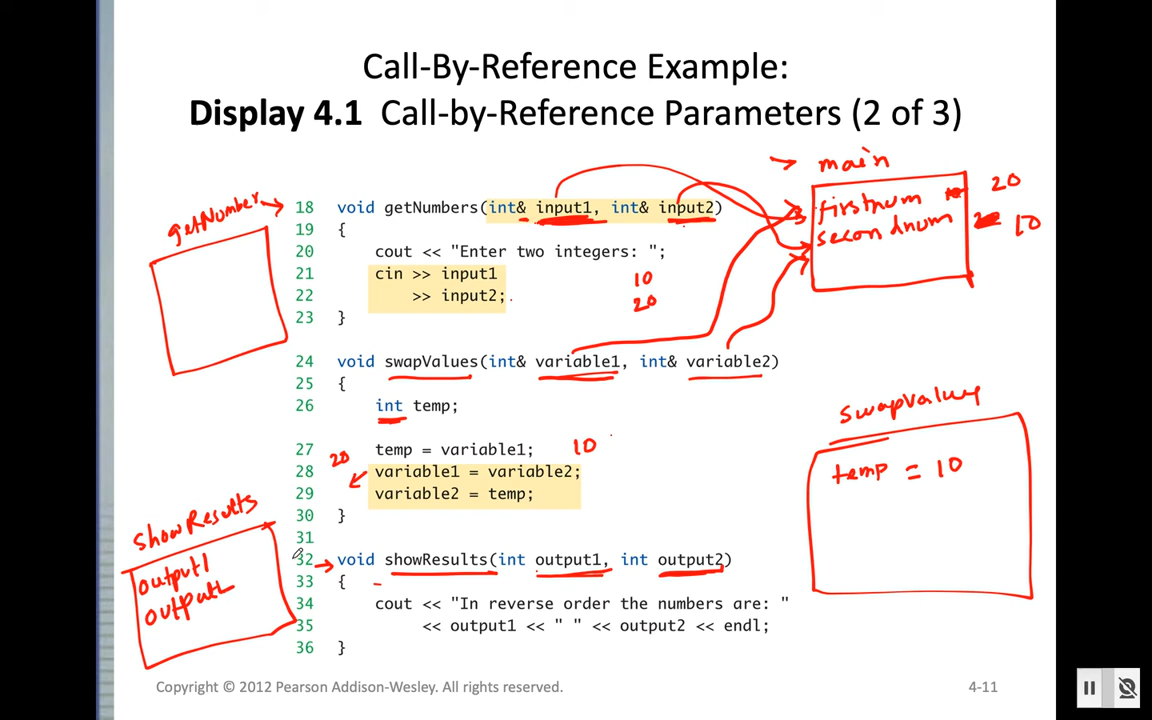 Call-By-Reference Example:
Display 4.1 Call-by-Reference Parameters (2 of 3)
main
firstnum
20
secondnum
10
getNumber
18 void getNumbers(int& input1, int& input2)
19 {
20 cout << "Enter two integers: ";
21 cin >> input1
10
22 >> input2;
20
23 }
24 void swapValues(int& variable1, int& variable2)
25 {
26 int temp;
27 temp = variable1;
10
20
28 variable1 = variable2;
29 variable2 = temp;
30 }
31
swapValues
temp = 10
showResults
output1
32 void showResults(int output1, int output2)
33 {
34 cout << "In reverse order the numbers are: "
35 << output1 << " " << output2 << endl;
36 }
Copyright © 2012 Pearson Addison-Wesley. All rights reserved.
4-11